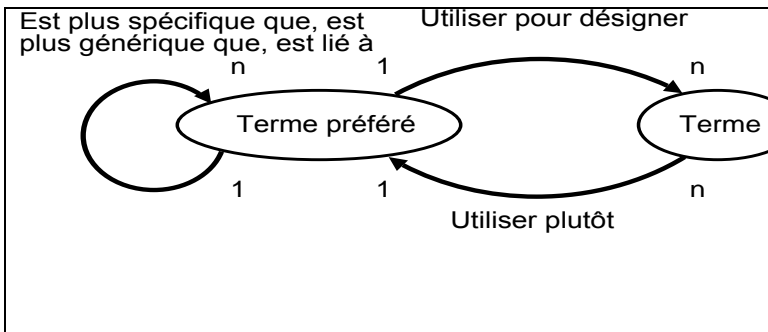 Est plus spécifique que, est
plus générique que, est lié à
Utiliser pour désigner
n
1
n
Terme préféré
Terme
1
1
n
Utiliser plutôt